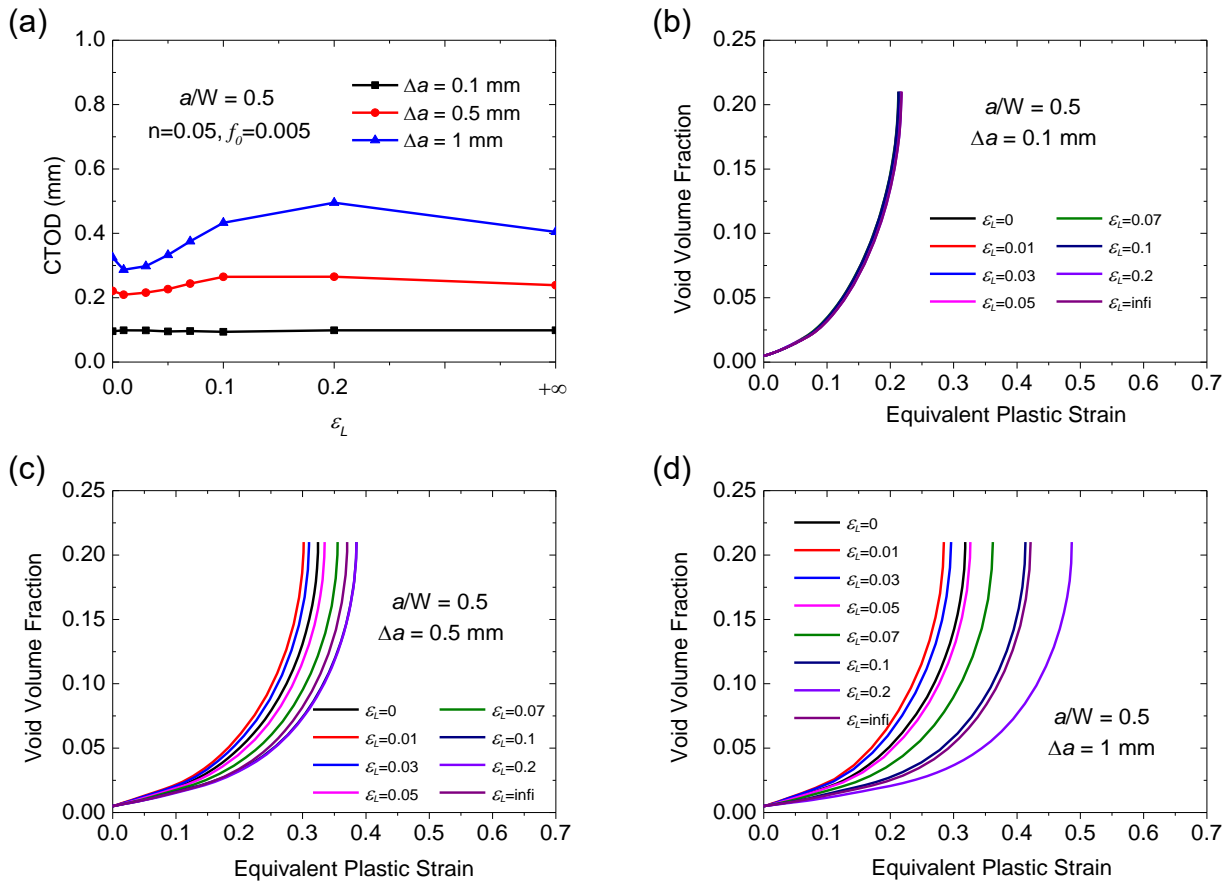 (a)
1.0
0.8
0.6
0.4
0.2
0.0
CTOD (mm)
a/W = 0.5
n=0.05, f0=0.005
Δa = 0.1 mm
Δa = 0.5 mm
Δa = 1 mm
0.0 0.1 0.2 +∞
εL
(b)
0.25
0.20
0.15
0.10
0.05
0.00
Void Volume Fraction
a/W = 0.5
Δa = 0.1 mm
εL=0 εL=0.07
εL=0.01 εL=0.1
εL=0.03 εL=0.2
εL=0.05 εL=infi
0.0 0.1 0.2 0.3 0.4 0.5 0.6 0.7
Equivalent Plastic Strain
(c)
0.25
0.20
0.15
0.10
0.05
0.00
Void Volume Fraction
a/W = 0.5
Δa = 0.5 mm
εL=0 εL=0.07
εL=0.01 εL=0.1
εL=0.03 εL=0.2
εL=0.05 εL=infi
0.0 0.1 0.2 0.3 0.4 0.5 0.6 0.7
Equivalent Plastic Strain
(d)
0.25
0.20
0.15
0.10
0.05
0.00
Void Volume Fraction
εL=0
εL=0.01
εL=0.03
εL=0.05
εL=0.07
εL=0.1
εL=0.2
εL=infi
a/W = 0.5
Δa = 1 mm
0.0 0.1 0.2 0.3 0.4 0.5 0.6 0.7
Equivalent Plastic Strain